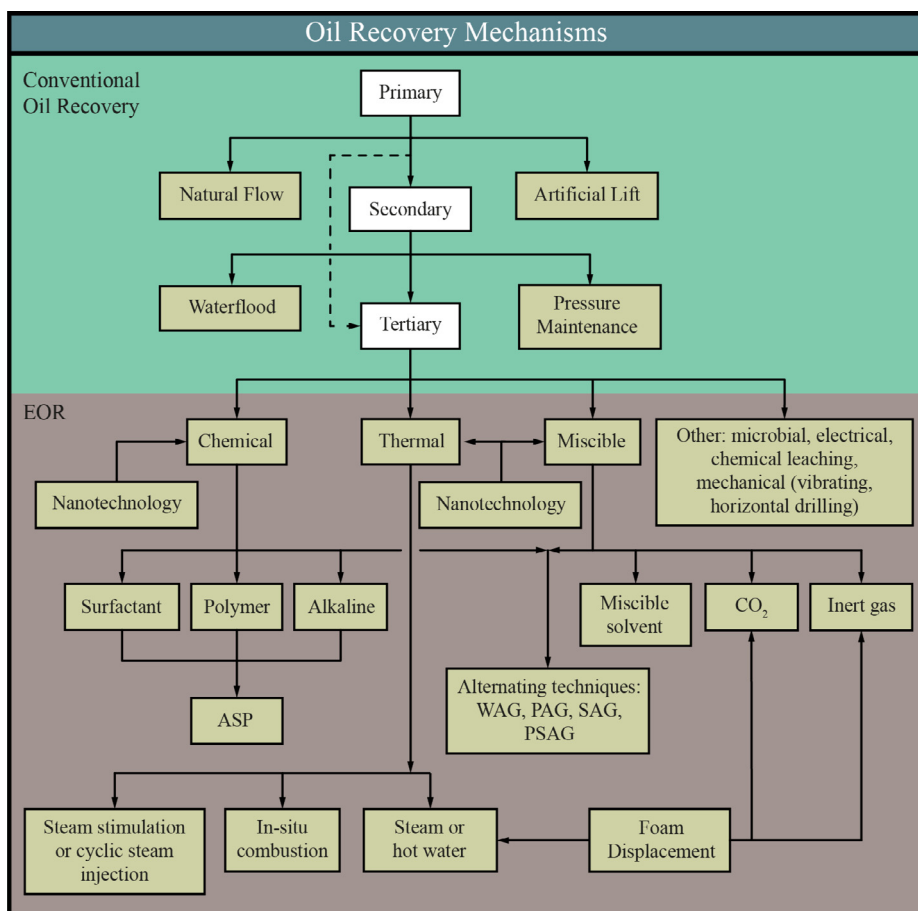 Oil Recovery Mechanisms
Conventional
Oil Recovery
Primary
Natural Flow
Artificial Lift
Secondary
Waterflood
Pressure
Maintenance
Tertiary
EOR
Chemical
Thermal
Miscible
Other: microbial, electrical,
chemical leaching,
mechanical (vibrating,
horizontal drilling)
Nanotechnology
Nanotechnology
Surfactant
Polymer
Alkaline
Miscible
solvent
CO₂
Inert gas
ASP
Alternating techniques:
WAG, PAG, SAG,
PSAG
Steam stimulation
or cyclic steam
injection
In-situ
combustion
Steam or
hot water
Foam
Displacement